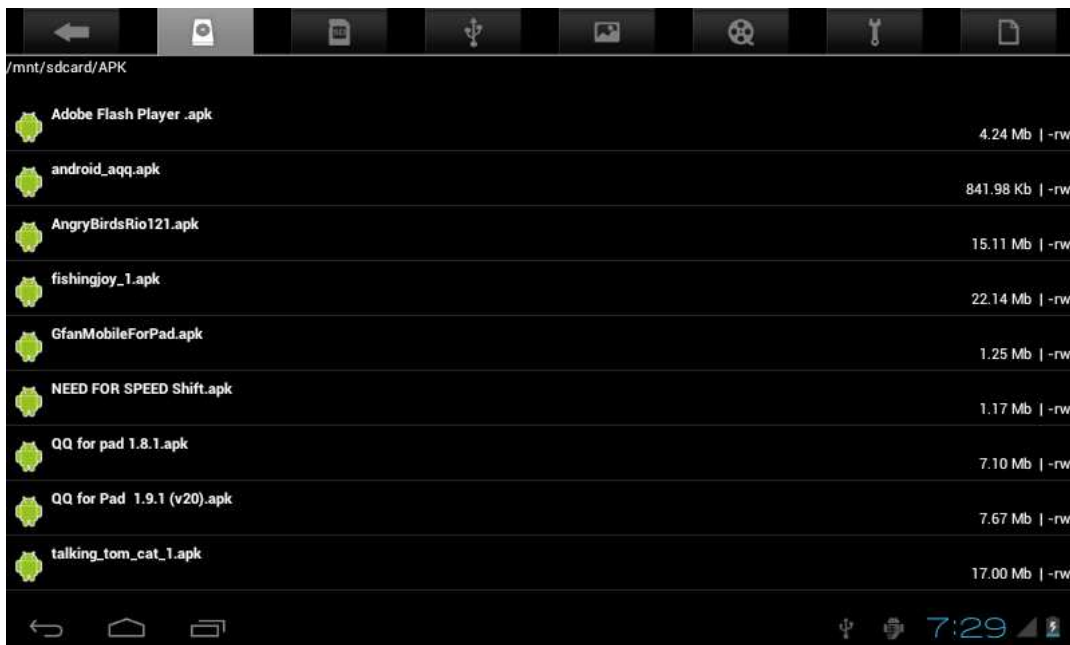 /mnt/sdcard/APK
Adobe Flash Player .apk
4.24 Mb | -rw
android_aqq.apk
841.98 Kb | -rw
AngryBirdsRio121.apk
15.11 Mb | -rw
fishingjoy_1.apk
22.14 Mb | -rw
GfanMobileForPad.apk
1.25 Mb | -rw
NEED FOR SPEED Shift.apk
1.17 Mb | -rw
QQ for pad 1.8.1.apk
7.10 Mb | -rw
QQ for Pad  1.9.1 (v20).apk
7.67 Mb | -rw
talking_tom_cat_1.apk
17.00 Mb | -rw
7:29